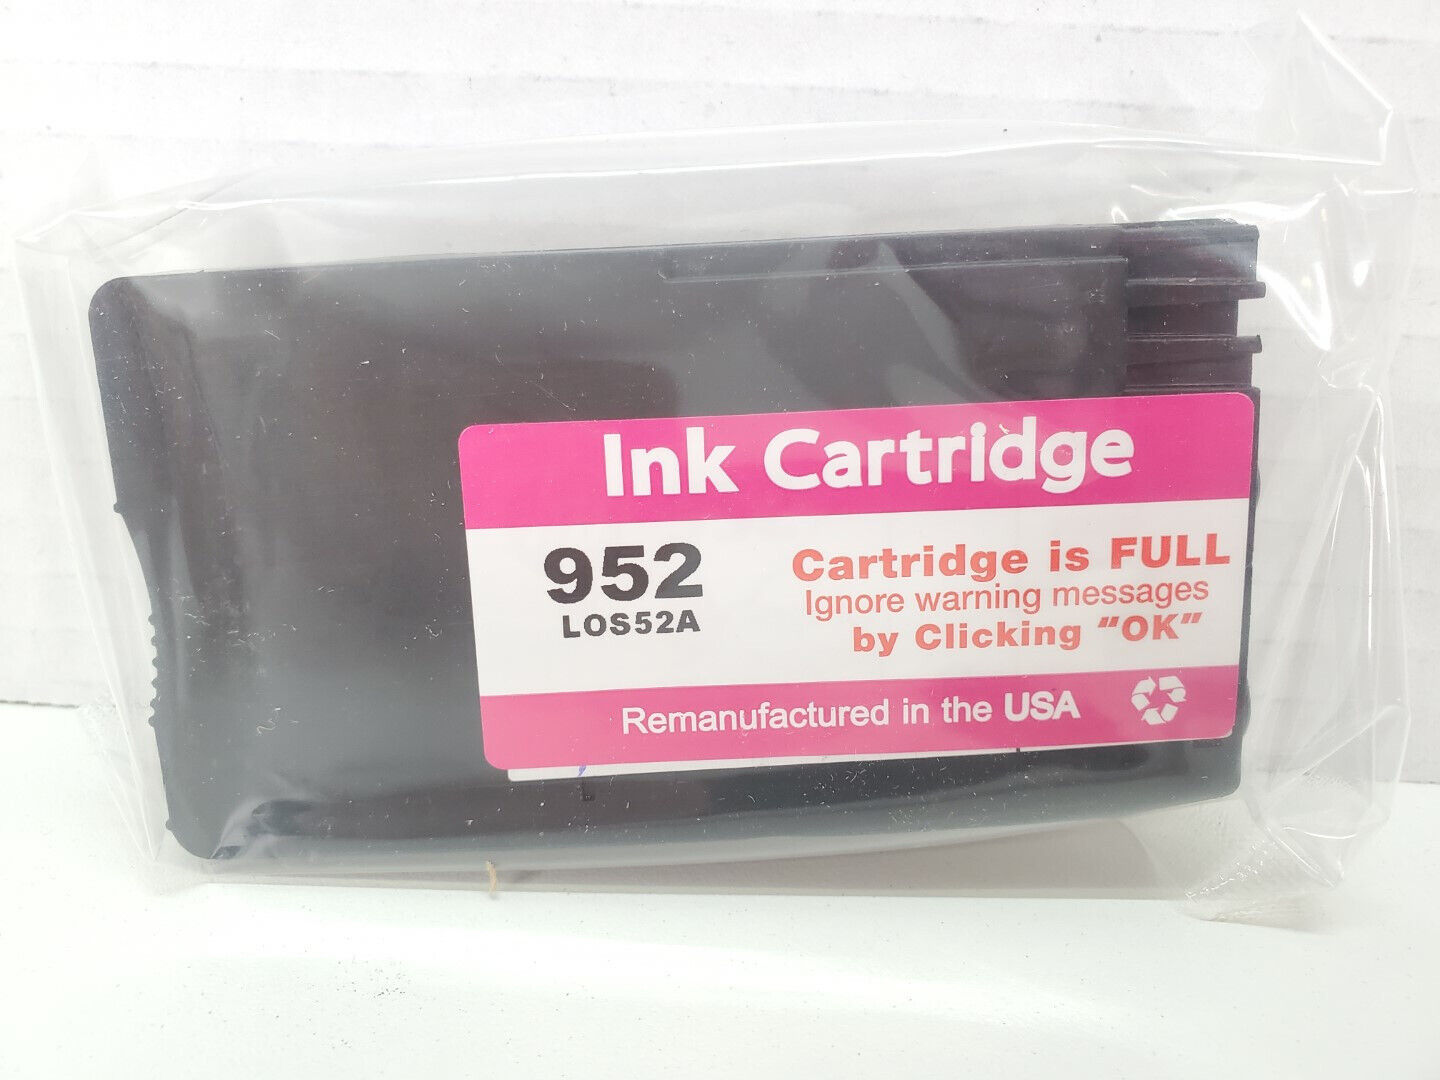 Ink Cartridge
952
LOS52A
Cartridge is FULL
Ignore warning messages
by Clicking "OK"
Remanufactured in the USA